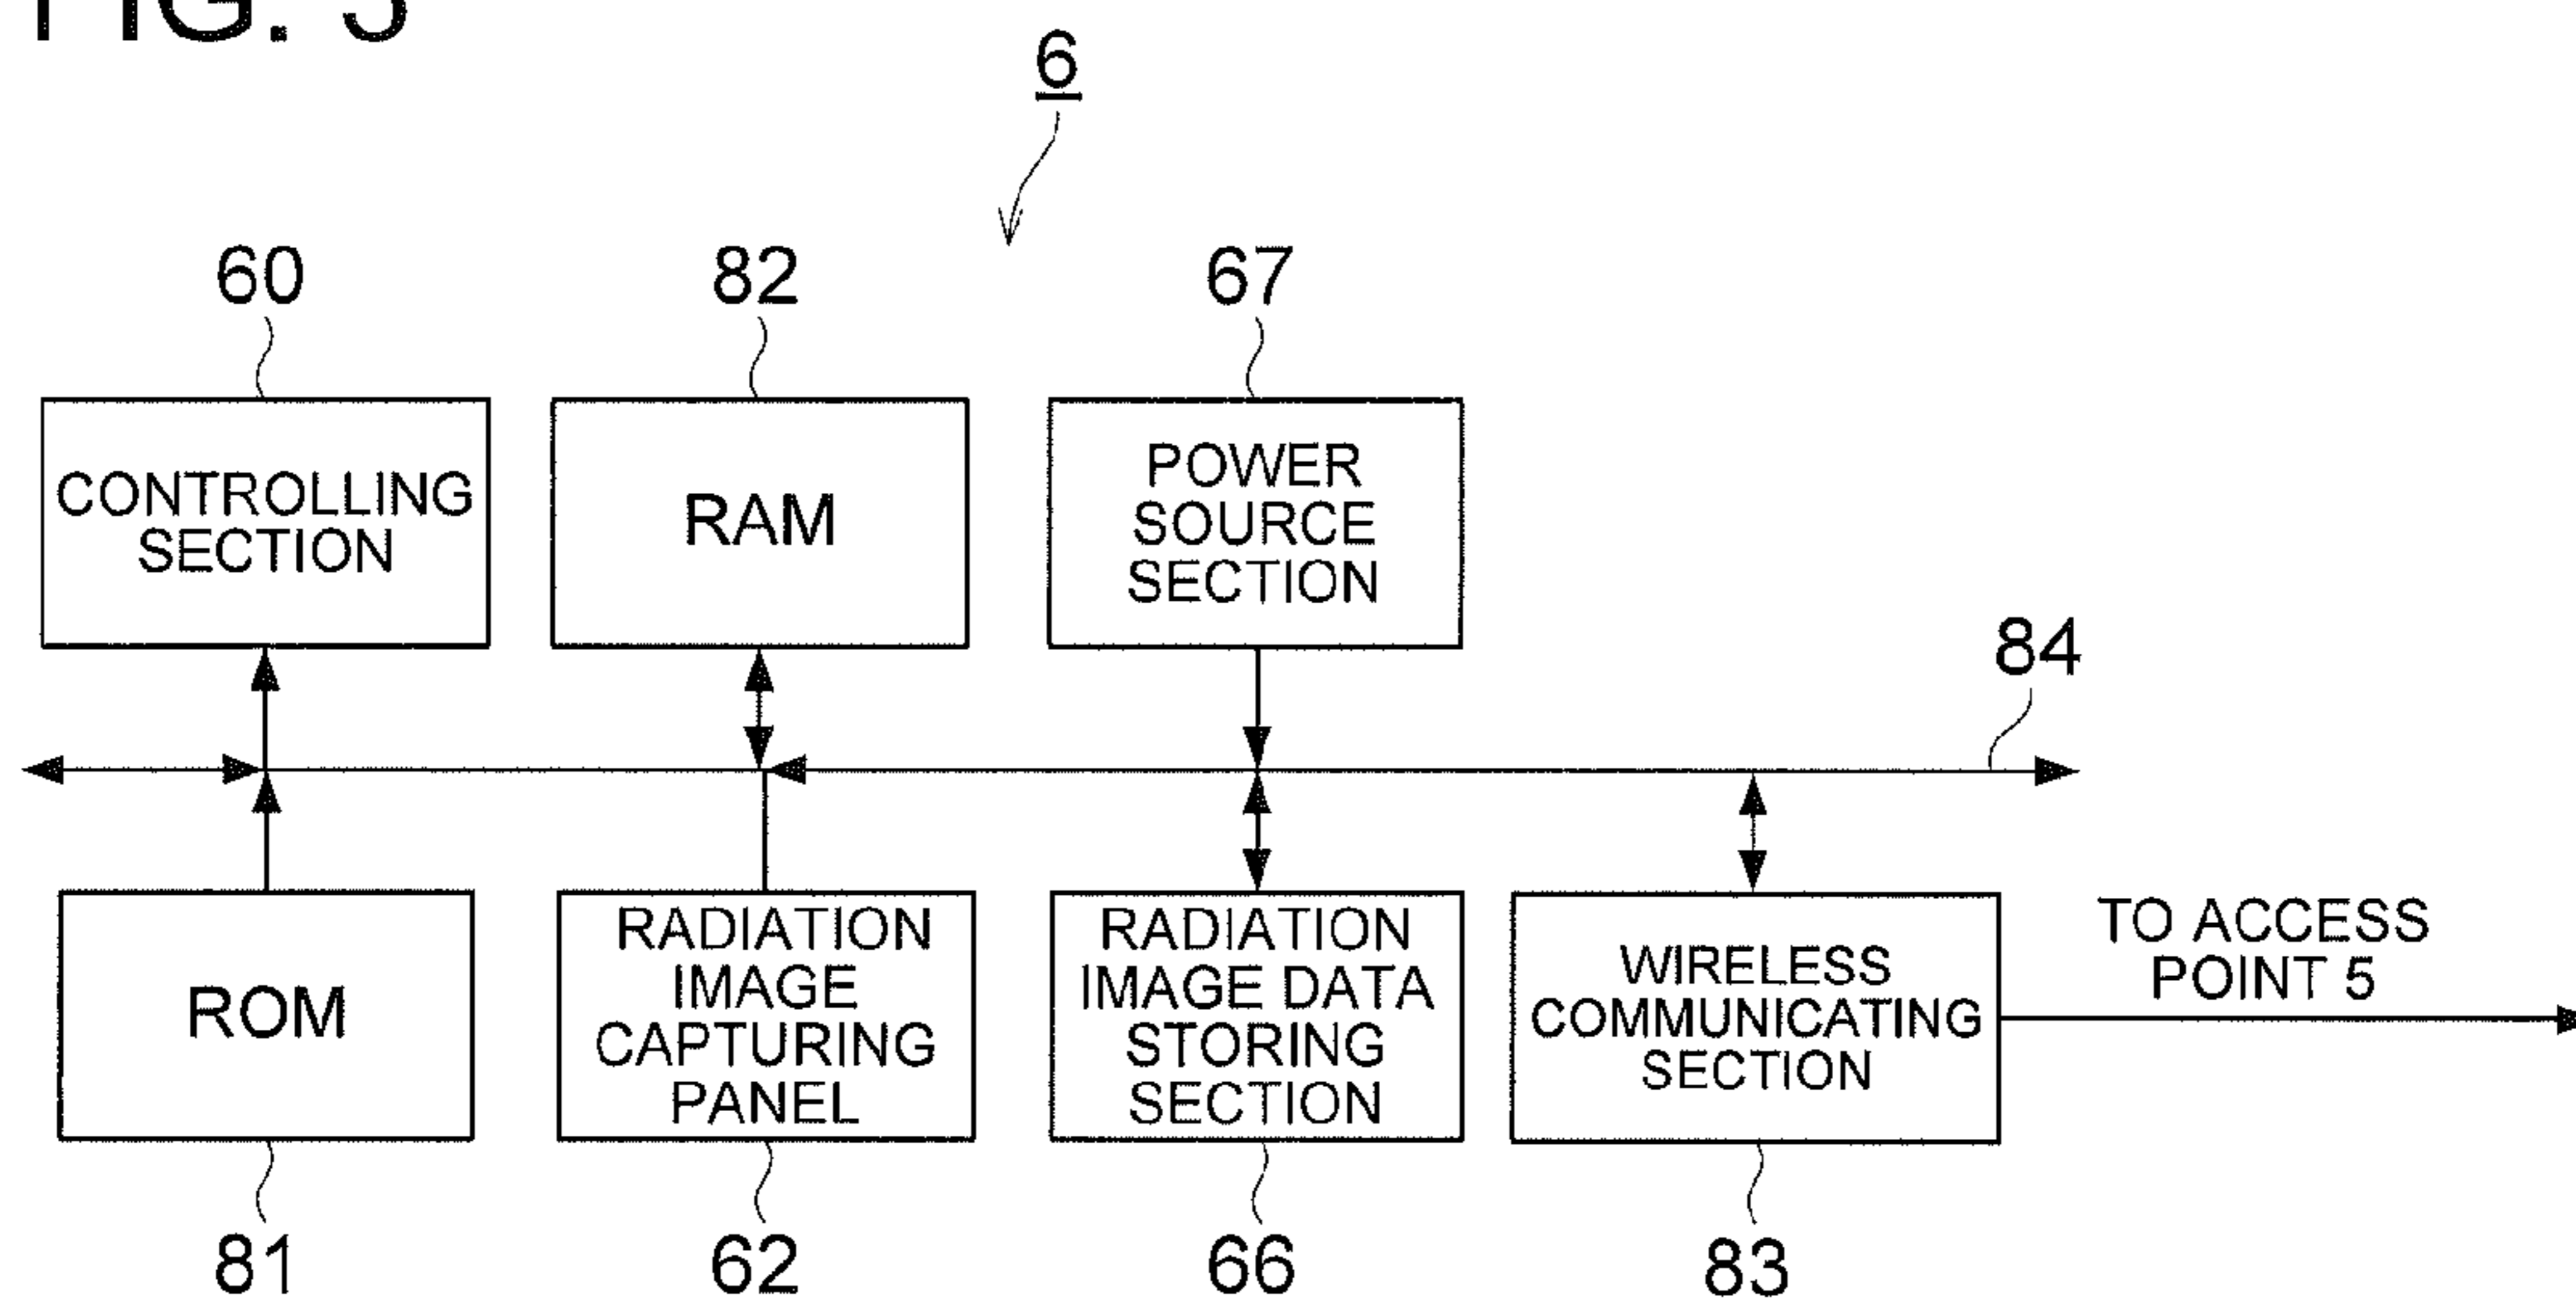 FIG. 5
6
60
82
67
CONTROLLING
SECTION
RAM
POWER
SOURCE
SECTION
84
ROM
RADIATION
IMAGE
CAPTURING
PANEL
RADIATION
IMAGE DATA
STORING
SECTION
WIRELESS
COMMUNICATING
SECTION
TO ACCESS
POINT 5
81
62
66
83